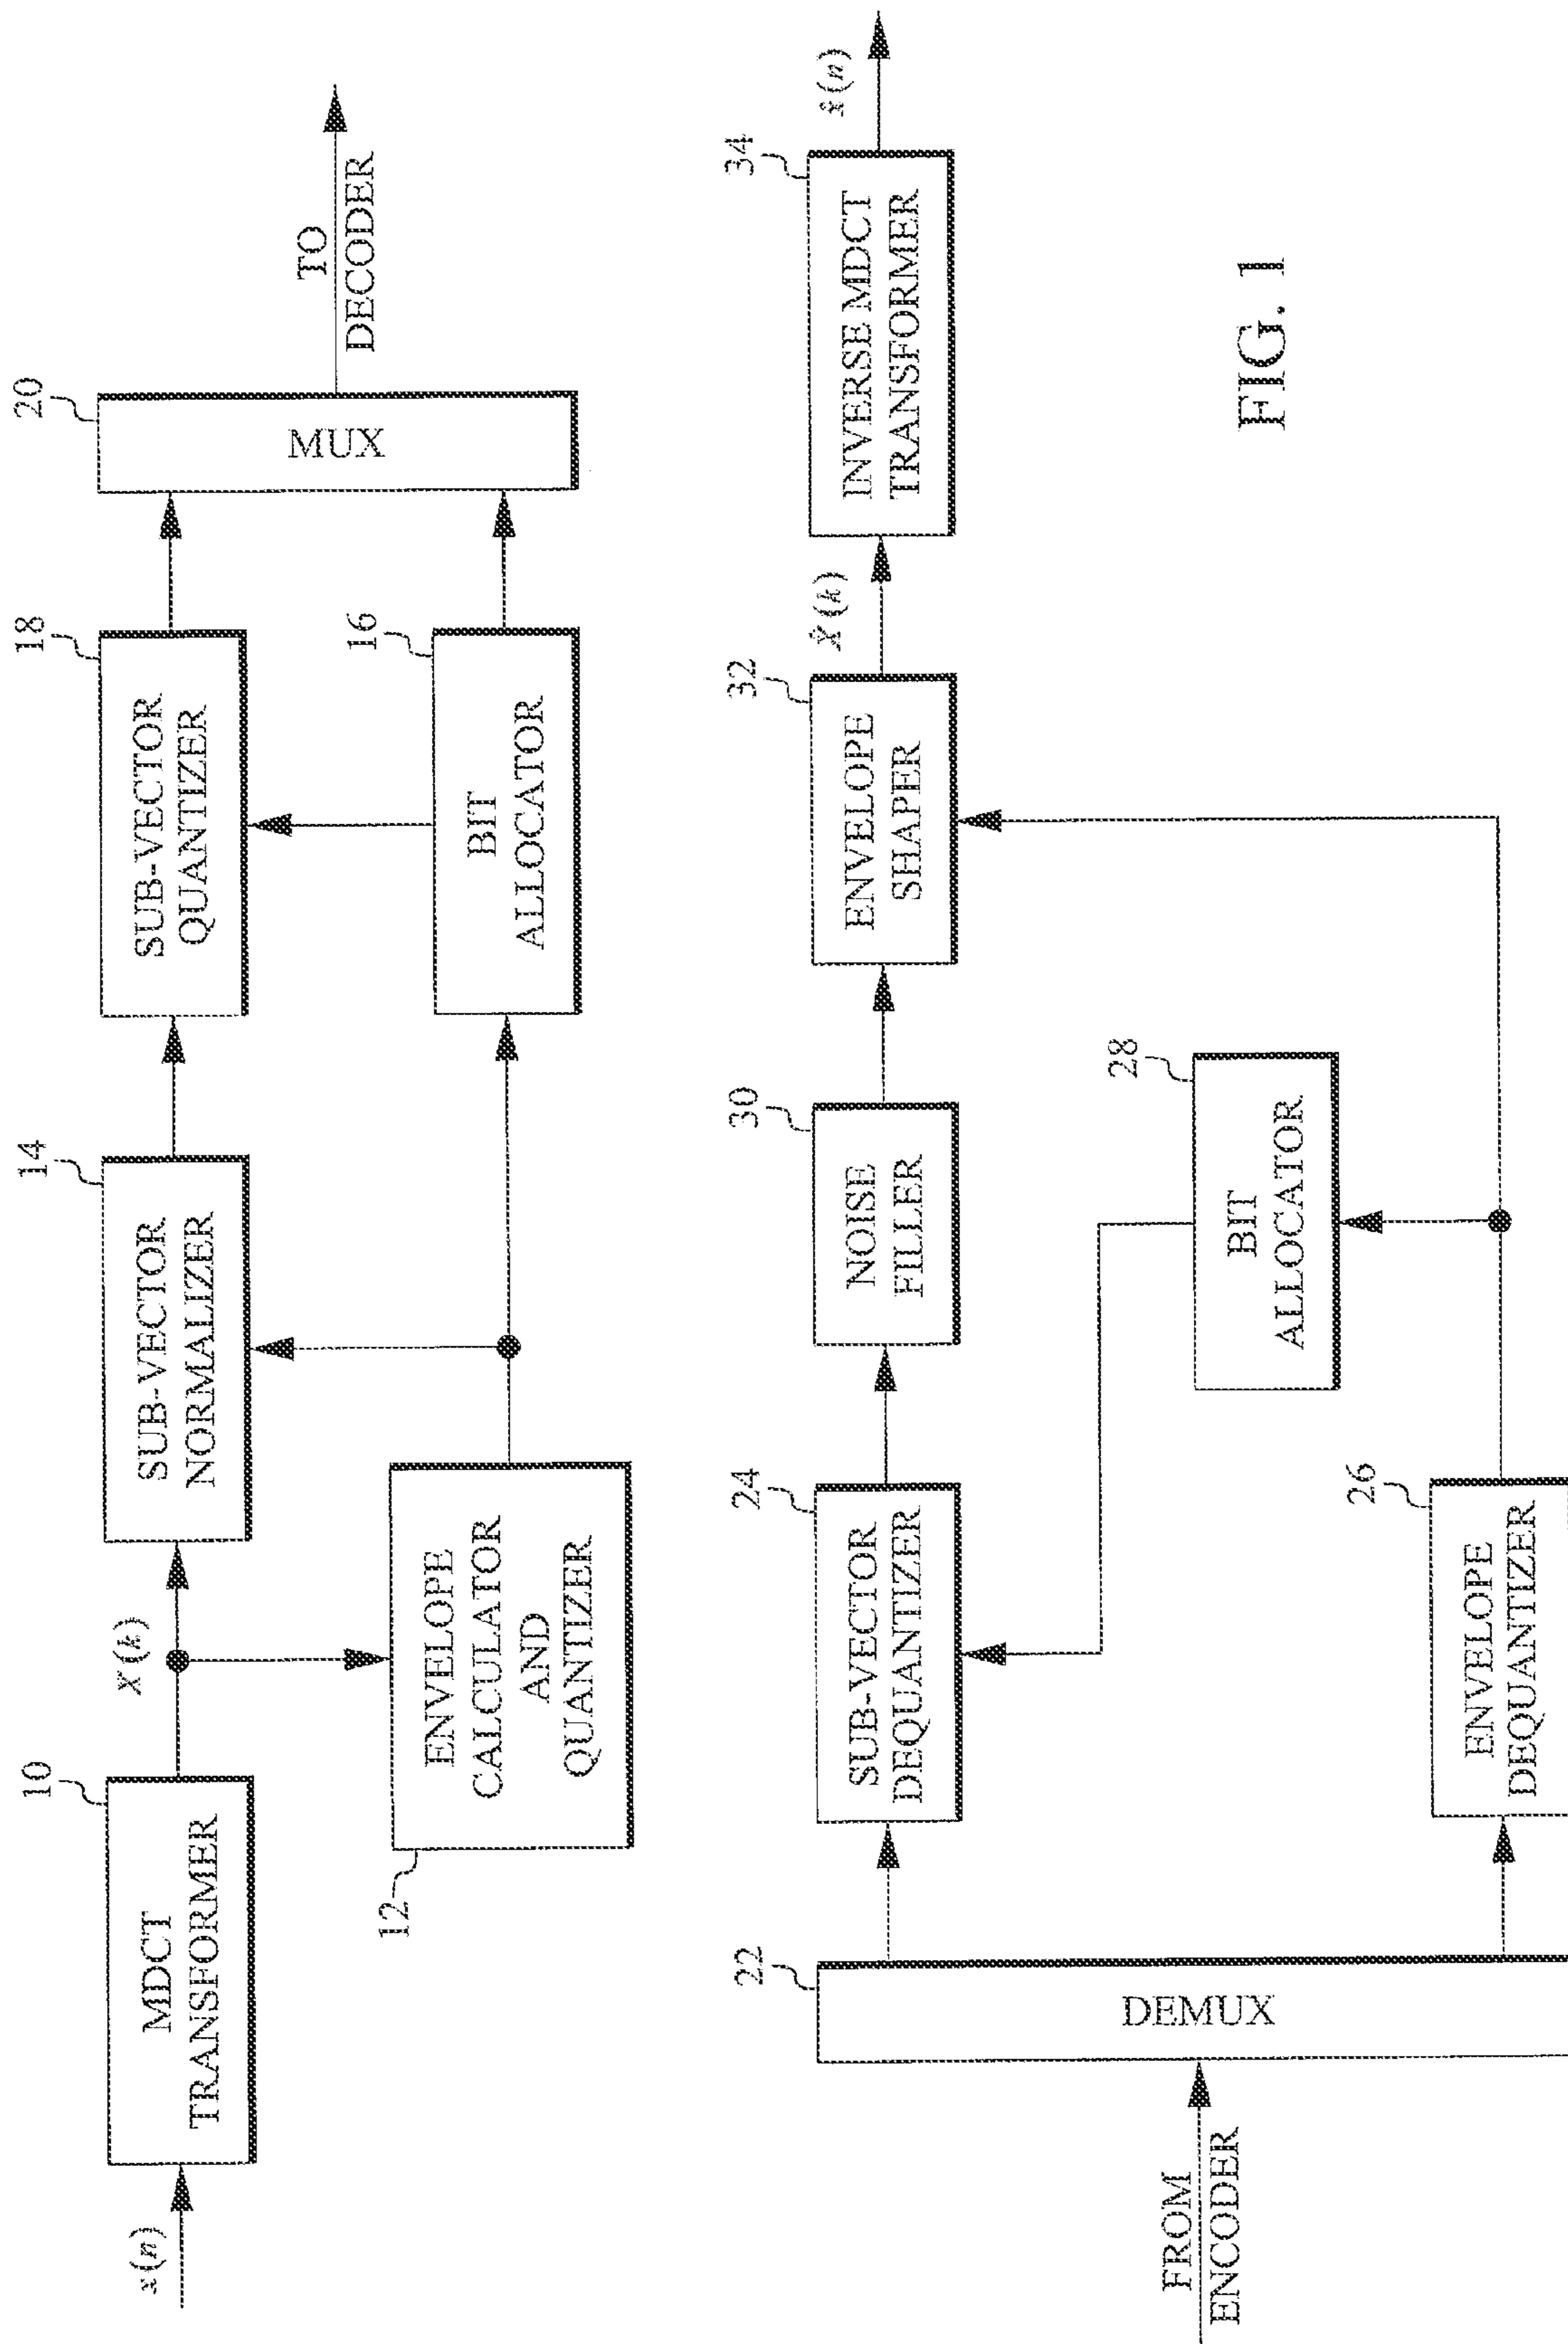 x(n)
10
MDCT
TRANSFORMER
X(k)
12
ENVELOPE
CALCULATOR
AND
QUANTIZER
14
SUB-VECTOR
NORMALIZER
18
SUB-VECTOR
QUANTIZER
16
BIT
ALLOCATOR
20
MUX
TO
DECODER
FROM
ENCODER
22
DEMUX
24
SUB-VECTOR
DEQUANTIZER
26
ENVELOPE
DEQUANTIZER
28
BIT
ALLOCATOR
30
NOISE
FILLER
32
ENVELOPE
SHAPER
X̂(k)
34
INVERSE MDCT
TRANSFORMER
x̂(n)
FIG. 1